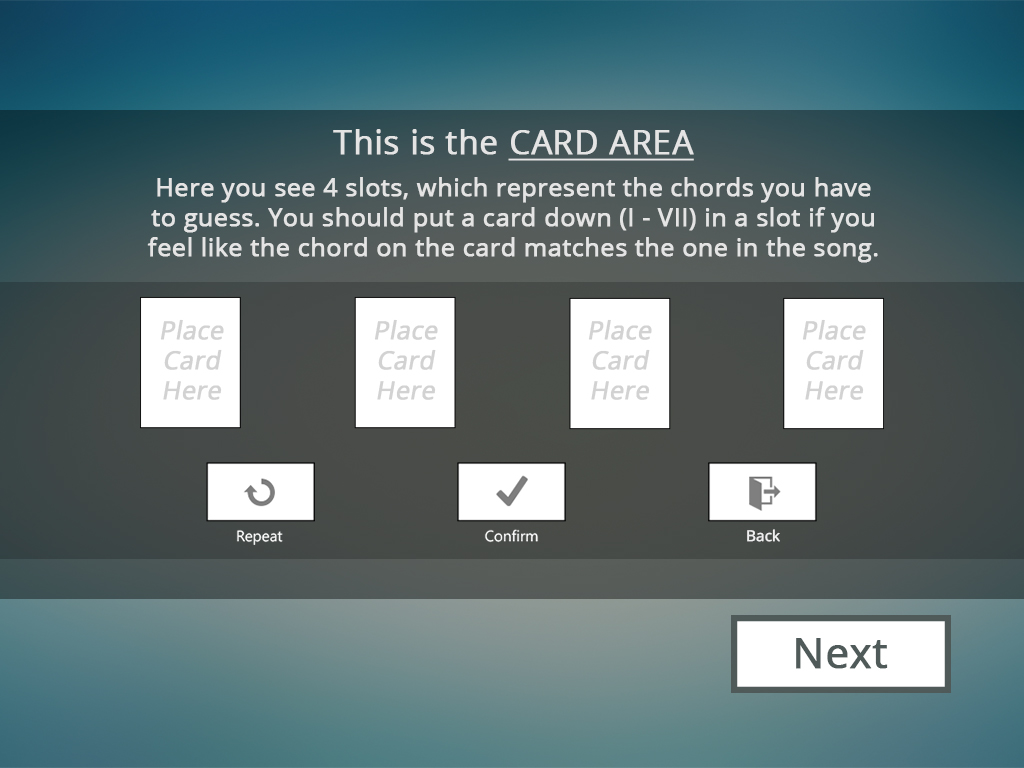 This is the CARD AREA
Here you see 4 slots, which represent the chords you have
to guess. You should put a card down (I - VII) in a slot if you
feel like the chord on the card matches the one in the song.
Place Card Here
Place Card Here
Place Card Here
Place Card Here
Repeat
Confirm
Back
Next